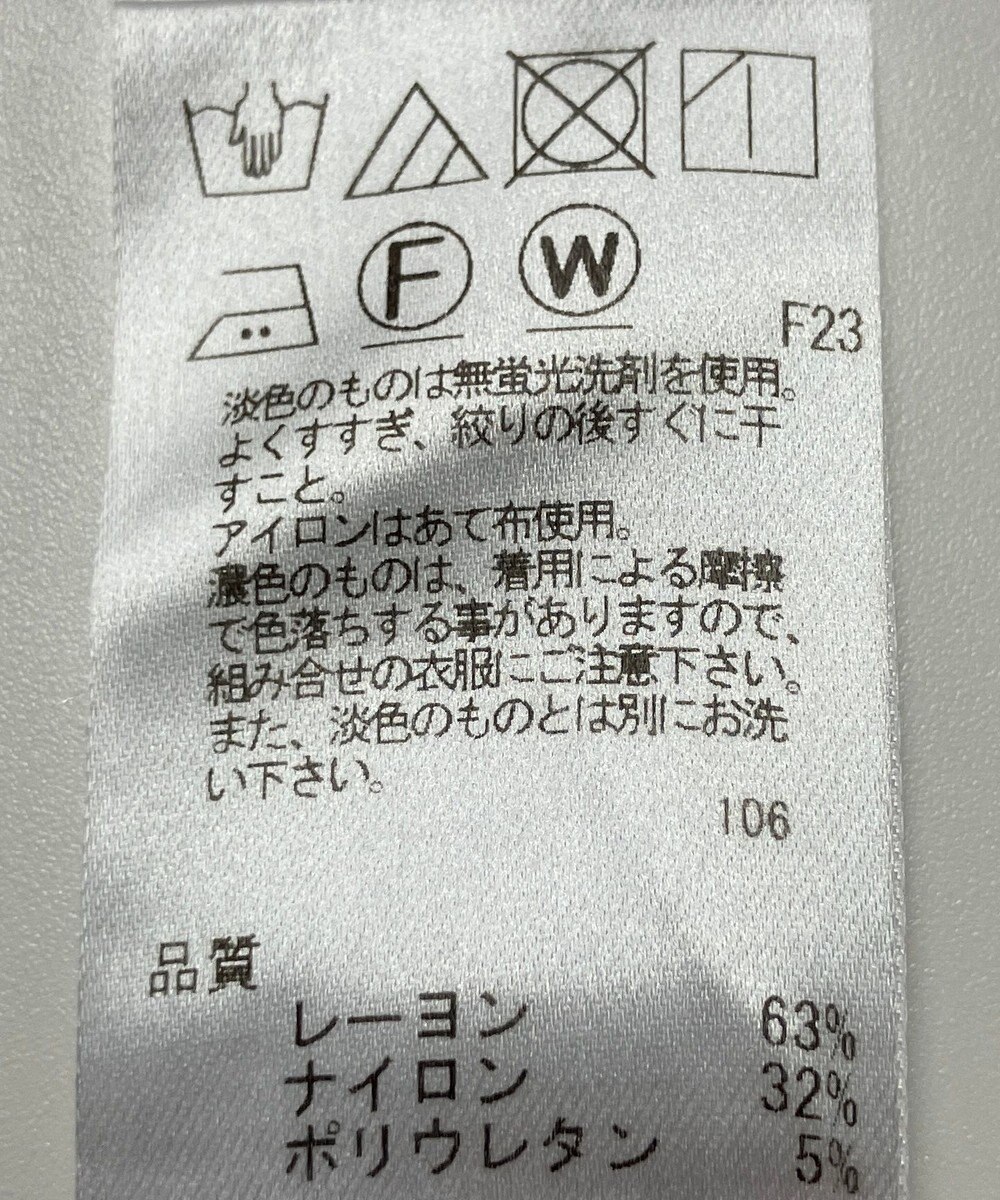 F W
F23
淡色のものは無蛍光洗剤を使用。
よくすすぎ、絞りの後すぐに干
すこと。
アイロンはあて布使用。
濃色のものは、着用による摩擦
で色落ちする事がありますので、
組み合せの衣服にご注意下さい。
また、淡色のものとは別にお洗
い下さい。
106
品質
レーヨン 63%
ナイロン 32%
ポリウレタン 5%